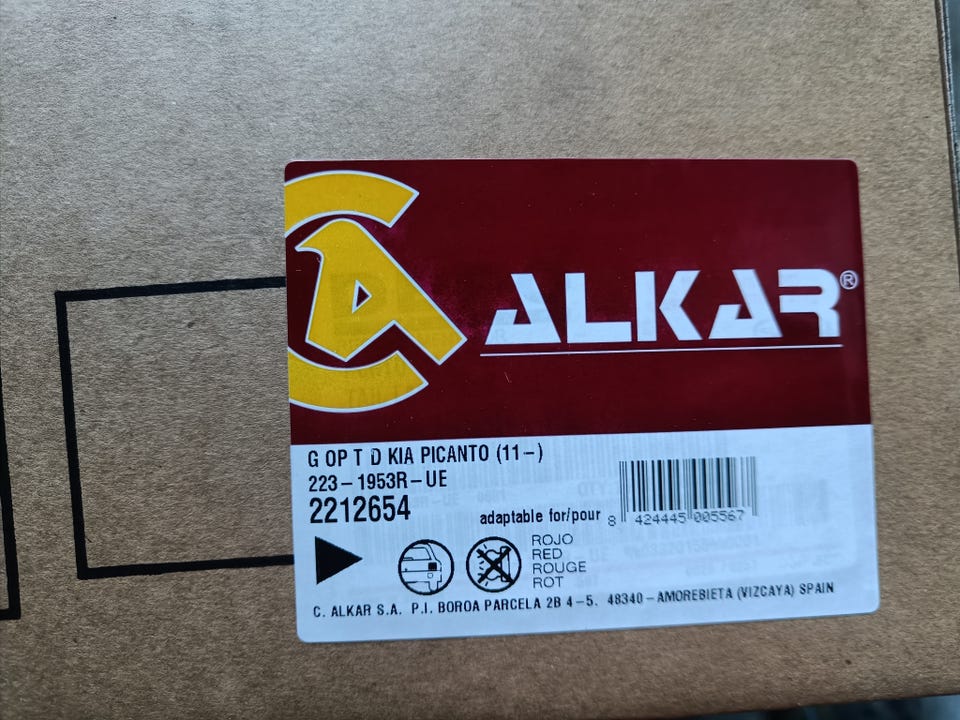 ALKAR®
G OP T D KIA PICANTO (11-)
223-1953R-UE
2212654
adaptable for/pour
8 424445 005567
ROJO
RED
ROUGE
ROT
C. ALKAR S.A. P.I. BOROA PARCELA 2B 4-5. 48340-AMOREBIETA (VIZCAYA) SPAIN